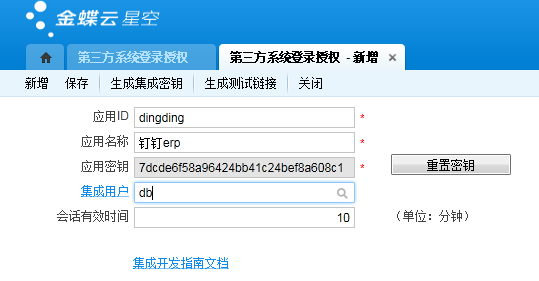 金蝶云 星空
第三方系统登录授权 第三方系统登录授权 - 新增 ×
新增 保存 生成集成密钥 生成测试链接 关闭
应用ID dingding *
应用名称 钉钉erp *
应用密钥 7dcde6f58a96424bb41c24bef8a608c1 * 重置密钥
集成用户 db
会话有效时间 10 （单位：分钟）
集成开发指南文档